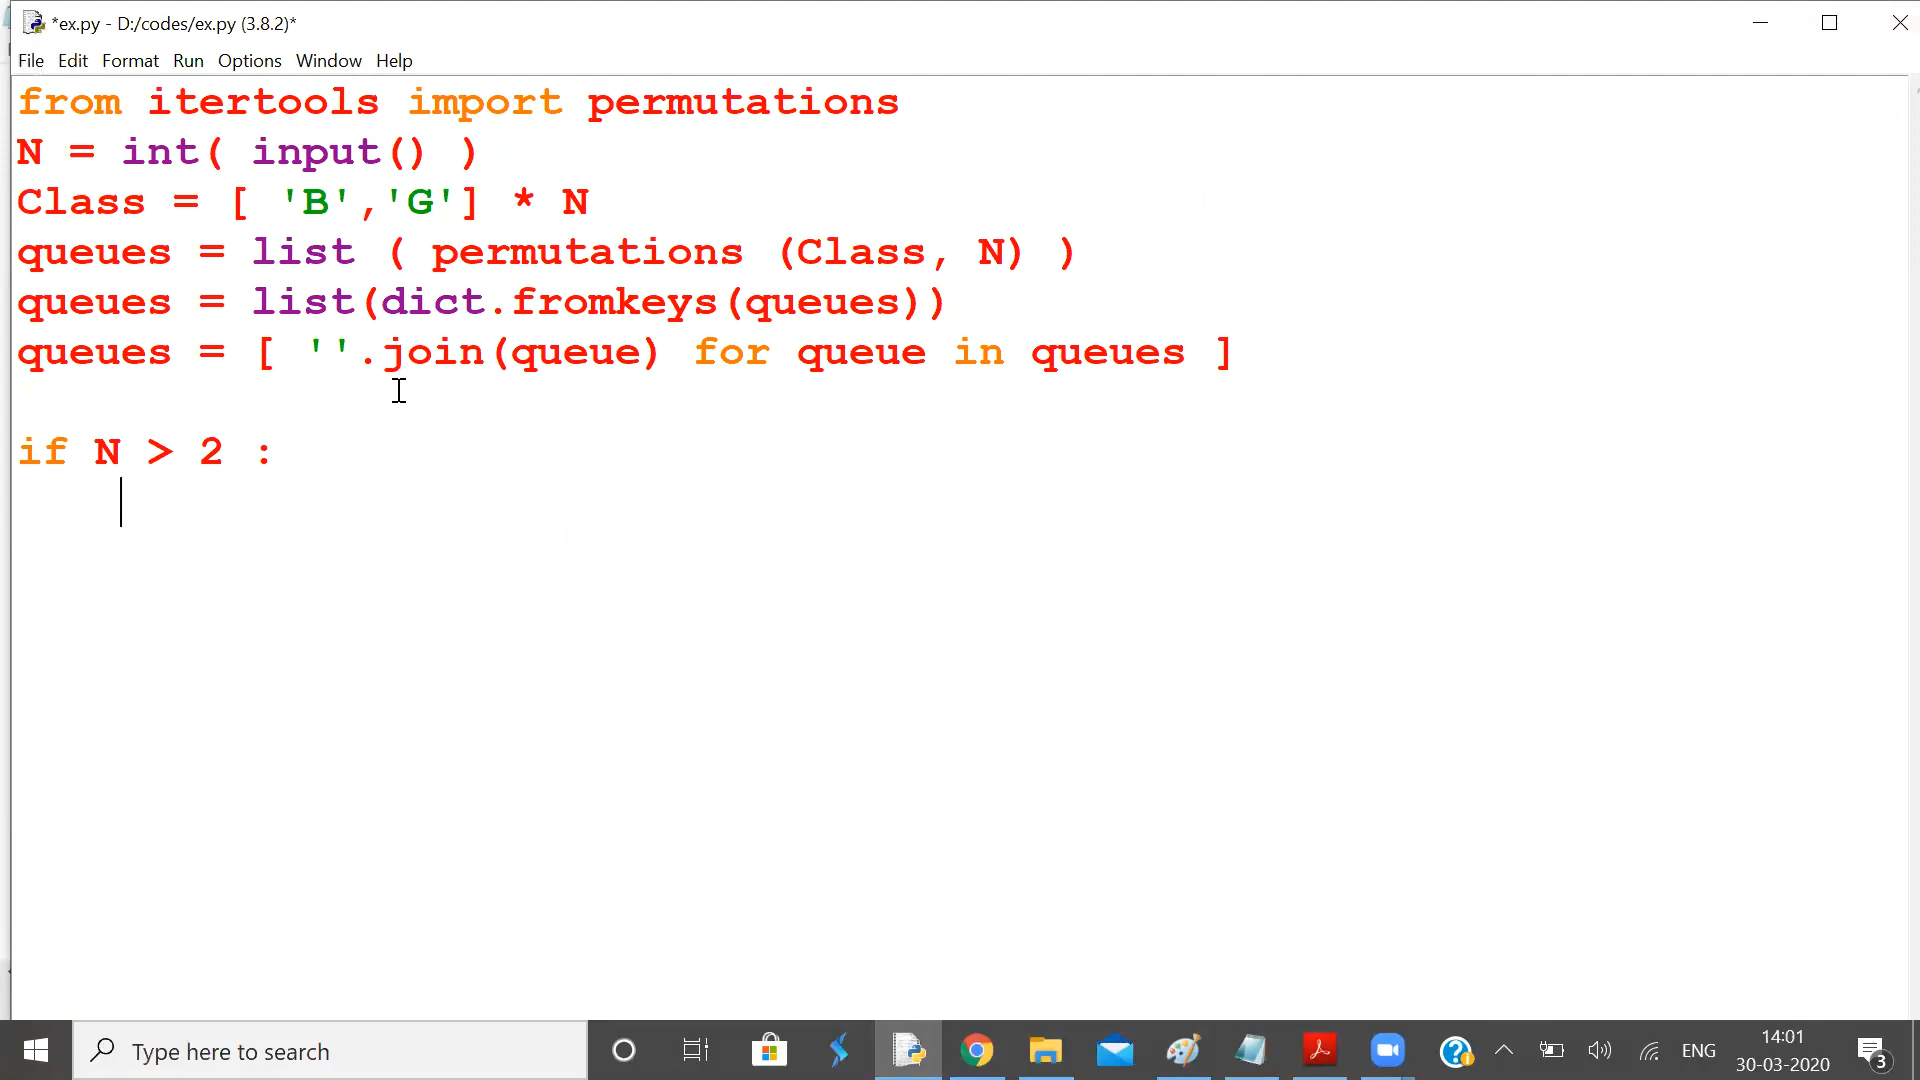 *ex.py - D:/codes/ex.py (3.8.2)*
File Edit Format Run Options Window Help
from itertools import permutations
N = int( input() )
Class = [ 'B','G'] * N
queues = list ( permutations (Class, N) )
queues = list(dict.fromkeys(queues))
queues = [ ''.join(queue) for queue in queues ]
if N > 2 :
Type here to search
ENG
14:01
30-03-2020
3